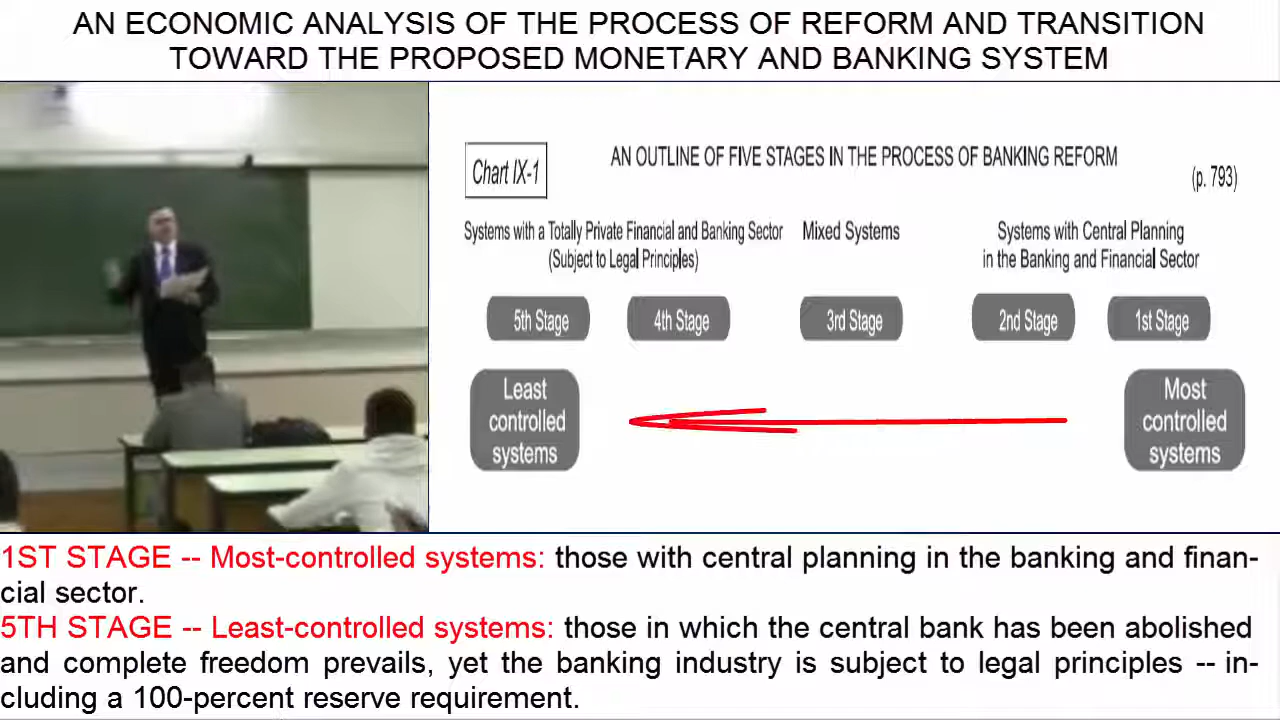 AN ECONOMIC ANALYSIS OF THE PROCESS OF REFORM AND TRANSITION
TOWARD THE PROPOSED MONETARY AND BANKING SYSTEM
Chart IX-1
AN OUTLINE OF FIVE STAGES IN THE PROCESS OF BANKING REFORM
(p. 793)
Systems with a Totally Private Financial and Banking Sector
(Subject to Legal Principles)
Mixed Systems
Systems with Central Planning
in the Banking and Financial Sector
5th Stage
4th Stage
3rd Stage
2nd Stage
1st Stage
Least
controlled
systems
Most
controlled
systems
1ST STAGE -- Most-controlled systems: those with central planning in the banking and finan-
cial sector.
5TH STAGE -- Least-controlled systems: those in which the central bank has been abolished
and complete freedom prevails, yet the banking industry is subject to legal principles -- in-
cluding a 100-percent reserve requirement.